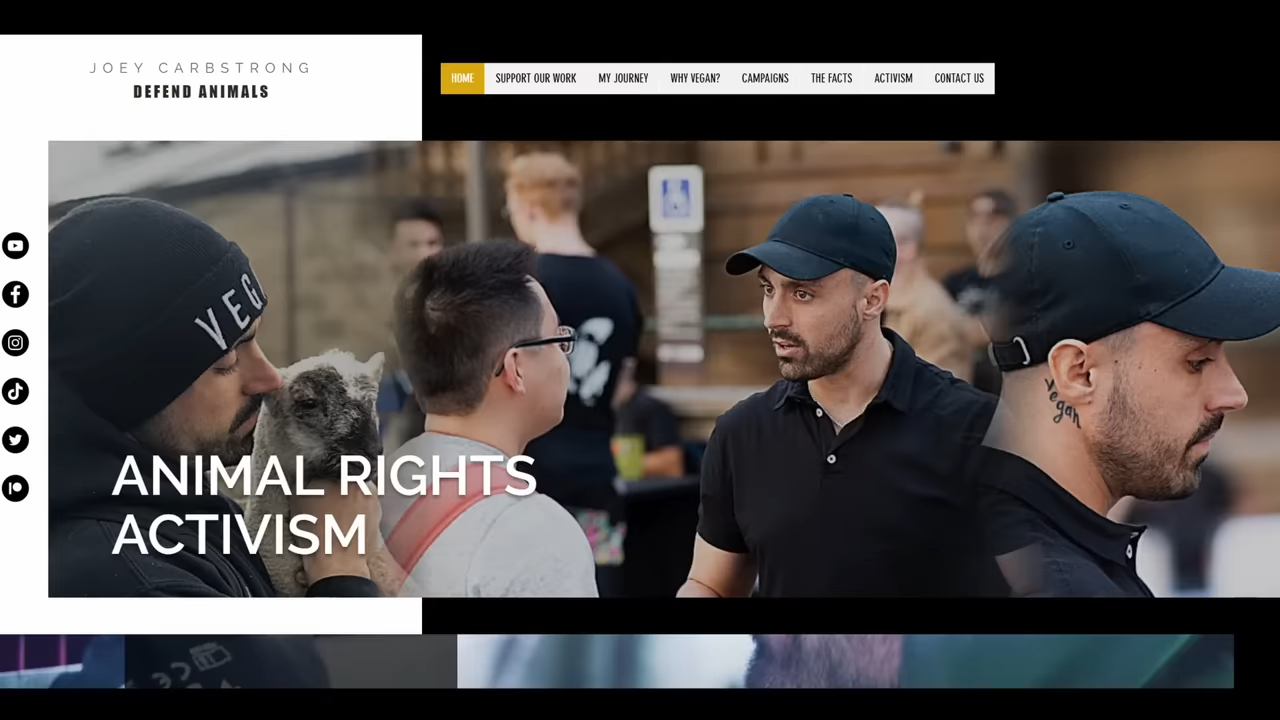 JOEY CARBSTRONG
DEFEND ANIMALS
HOME SUPPORT OUR WORK MY JOURNEY WHY VEGAN? CAMPAIGNS THE FACTS ACTIVISM CONTACT US
VEG
vegan
ANIMAL RIGHTS
ACTIVISM